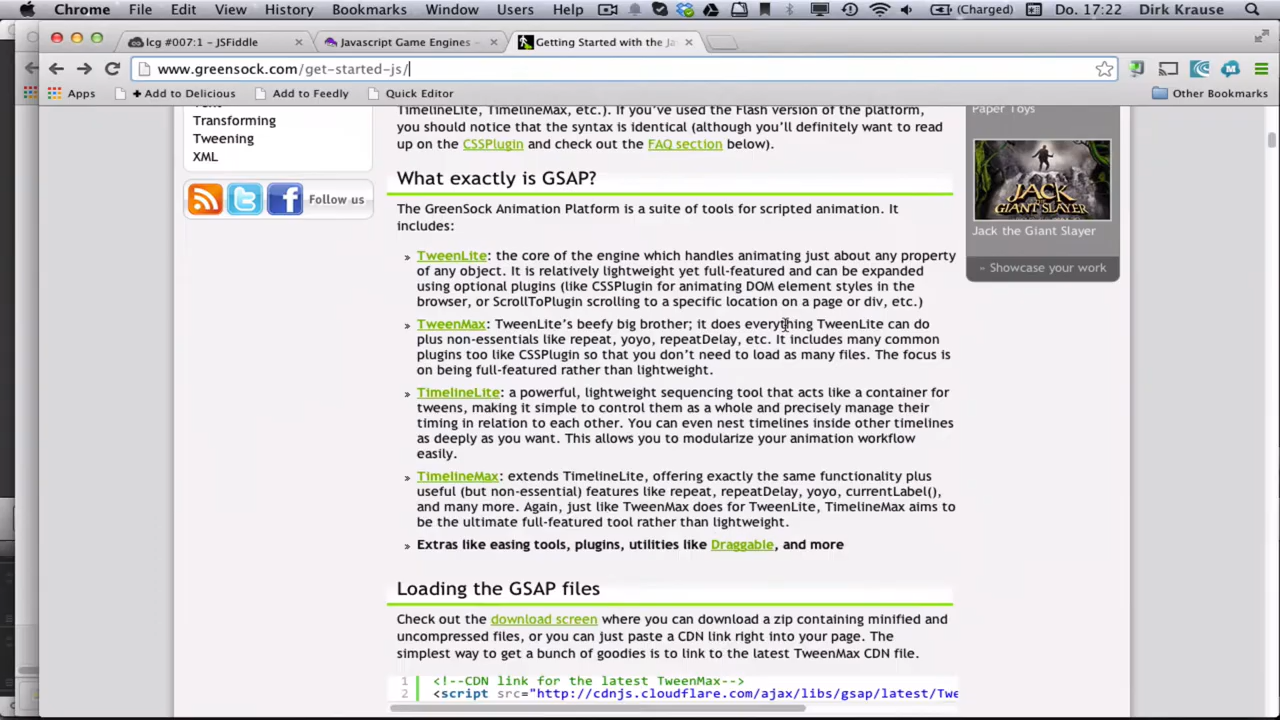 Chrome File Edit View History Bookmarks Window Users Help (Charged) Do. 17:22 Dirk Krause
lcg #007:1 - JSFiddle
Javascript Game Engines -
Getting Started with the Ja
www.greensock.com/get-started-js/
Apps + Add to Delicious Add to Feedly Quick Editor Other Bookmarks
Transforming
Tweening
XML
Follow us
TimelineLite, TimelineMax, etc.). If you've used the Flash version of the platform,
you should notice that the syntax is identical (although you'll definitely want to read
up on the CSSPlugin and check out the FAQ section below).
What exactly is GSAP?
The GreenSock Animation Platform is a suite of tools for scripted animation. It
includes:
» TweenLite: the core of the engine which handles animating just about any property
of any object. It is relatively lightweight yet full-featured and can be expanded
using optional plugins (like CSSPlugin for animating DOM element styles in the
browser, or ScrollToPlugin scrolling to a specific location on a page or div, etc.)
» TweenMax: TweenLite's beefy big brother; it does everything TweenLite can do
plus non-essentials like repeat, yoyo, repeatDelay, etc. It includes many common
plugins too like CSSPlugin so that you don't need to load as many files. The focus is
on being full-featured rather than lightweight.
» TimelineLite: a powerful, lightweight sequencing tool that acts like a container for
tweens, making it simple to control them as a whole and precisely manage their
timing in relation to each other. You can even nest timelines inside other timelines
as deeply as you want. This allows you to modularize your animation workflow
easily.
» TimelineMax: extends TimelineLite, offering exactly the same functionality plus
useful (but non-essential) features like repeat, repeatDelay, yoyo, currentLabel(),
and many more. Again, just like TweenMax does for TweenLite, TimelineMax aims to
be the ultimate full-featured tool rather than lightweight.
» Extras like easing tools, plugins, utilities like Draggable, and more
Loading the GSAP files
Check out the download screen where you can download a zip containing minified and
uncompressed files, or you can just paste a CDN link right into your page. The
simplest way to get a bunch of goodies is to link to the latest TweenMax CDN file.
1 <!--CDN link for the latest TweenMax-->
2 <script src="http://cdnjs.cloudflare.com/ajax/libs/gsap/latest/Twe
Paper Toys
JACK
THE
GIANT SLAYER
Jack the Giant Slayer
» Showcase your work